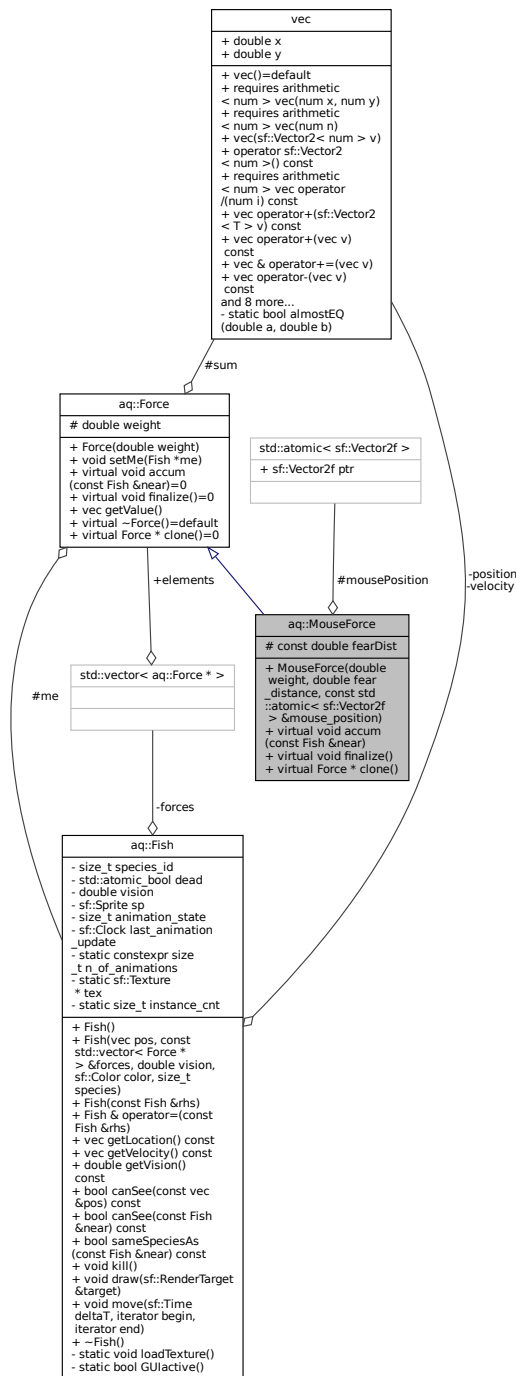 vec
+ double x
+ double y
+ vec()=default
+ requires arithmetic
< num > vec(num x, num y)
+ requires arithmetic
< num > vec(num n)
+ vec(sf::Vector2< num > v)
+ operator sf::Vector2
< num >() const
+ requires arithmetic
< num > vec operator
/(num i) const
+ vec operator+(sf::Vector2
< T > v) const
+ vec operator+(vec v)
const
+ vec & operator+=(vec v)
+ vec operator-(vec v)
const
and 8 more...
- static bool almostEQ
(double a, double b)
#sum
aq::Force
# double weight
+ Force(double weight)
+ void setMe(Fish *me)
+ virtual void accum
(const Fish &near)=0
+ virtual void finalize()=0
+ vec getValue()
+ virtual ~Force()=default
+ virtual Force * clone()=0
std::atomic< sf::Vector2f >
+ sf::Vector2f ptr
+elements
#mousePosition
-position
-velocity
aq::MouseForce
# const double fearDist
+ MouseForce(double
weight, double fear
_distance, const std
::atomic< sf::Vector2f
> &mouse_position)
+ virtual void accum
(const Fish &near)
+ virtual void finalize()
+ virtual Force * clone()
std::vector< aq::Force * >
#me
-forces
aq::Fish
- size_t species_id
- std::atomic_bool dead
- double vision
- sf::Sprite sp
- size_t animation_state
- sf::Clock last_animation
_update
- static constexpr size
_t n_of_animations
- static sf::Texture
* tex
- static size_t instance_cnt
+ Fish()
+ Fish(vec pos, const
std::vector< Force *
> &forces, double vision,
sf::Color color, size_t
species)
+ Fish(const Fish &rhs)
+ Fish & operator=(const
Fish &rhs)
+ vec getLocation() const
+ vec getVelocity() const
+ double getVision()
const
+ bool canSee(const vec
&pos) const
+ bool canSee(const Fish
&near) const
+ bool sameSpeciesAs
(const Fish &near) const
+ void kill()
+ void draw(sf::RenderTarget
&target)
+ void move(sf::Time
deltaT, iterator begin,
iterator end)
+ ~Fish()
- static void loadTexture()
- static bool GUIactive()